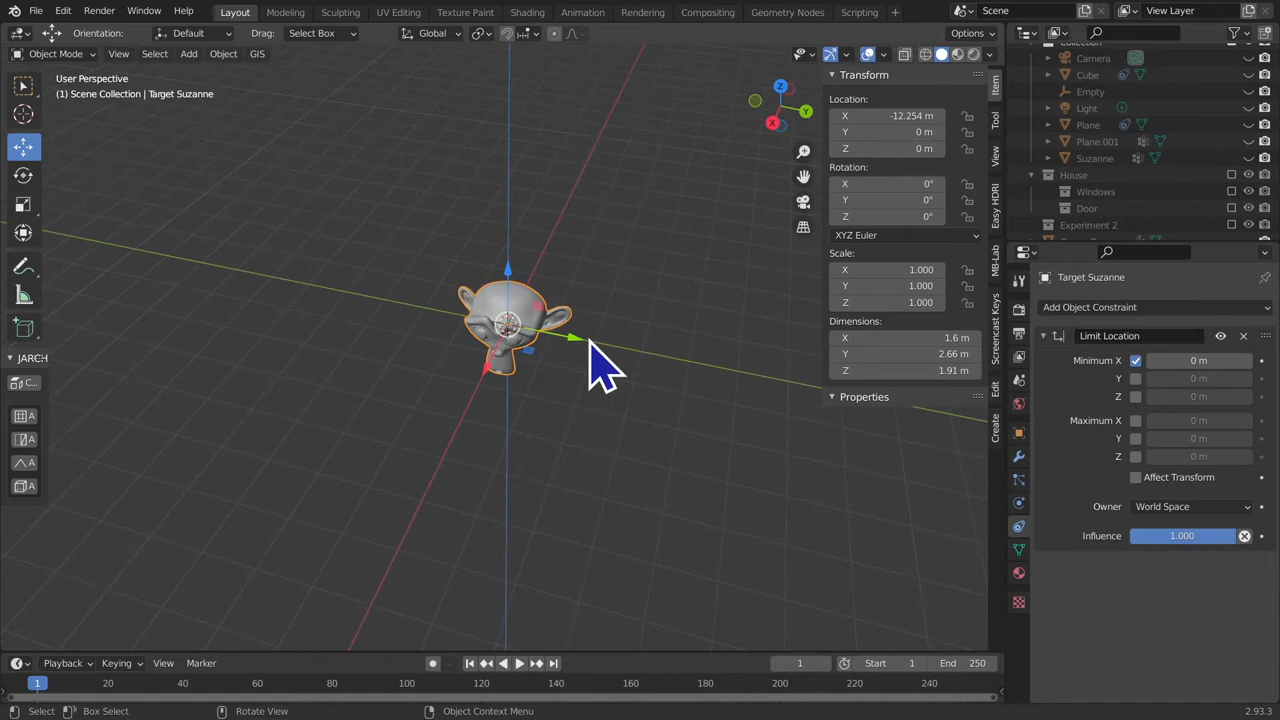 File Edit Render Window Help Layout Modeling Sculpting UV Editing Texture Paint Shading Animation Rendering Compositing Geometry Nodes Scripting + Scene View Layer
Orientation: Default Drag: Select Box Global Options
Object Mode View Select Add Object GIS
User Perspective
(1) Scene Collection | Target Suzanne
Z
Y
X
JARCH
C...
A
A
A
A
Transform
Location:
X -12.254 m
Y 0 m
Z 0 m
Rotation:
X 0°
Y 0°
Z 0°
XYZ Euler
Scale:
X 1.000
Y 1.000
Z 1.000
Dimensions:
X 1.6 m
Y 2.66 m
Z 1.91 m
Properties
Item
Tool
View
Easy HDRI
MB-Lab
Screencast Keys
Edit
Create
Collection
Camera
Cube
Empty
Light
Plane
Plane.001
Suzanne
House
Windows
Door
Experiment 2
Target Suzanne
Add Object Constraint
Limit Location
Minimum X 0 m
Y 0 m
Z 0 m
Maximum X 0 m
Y 0 m
Z 0 m
Affect Transform
Owner World Space
Influence 1.000
Playback Keying View Marker 1 Start 1 End 250
1 20 40 60 80 100 120 140 160 180 200 220 240
Select Box Select Rotate View Object Context Menu 2.93.3